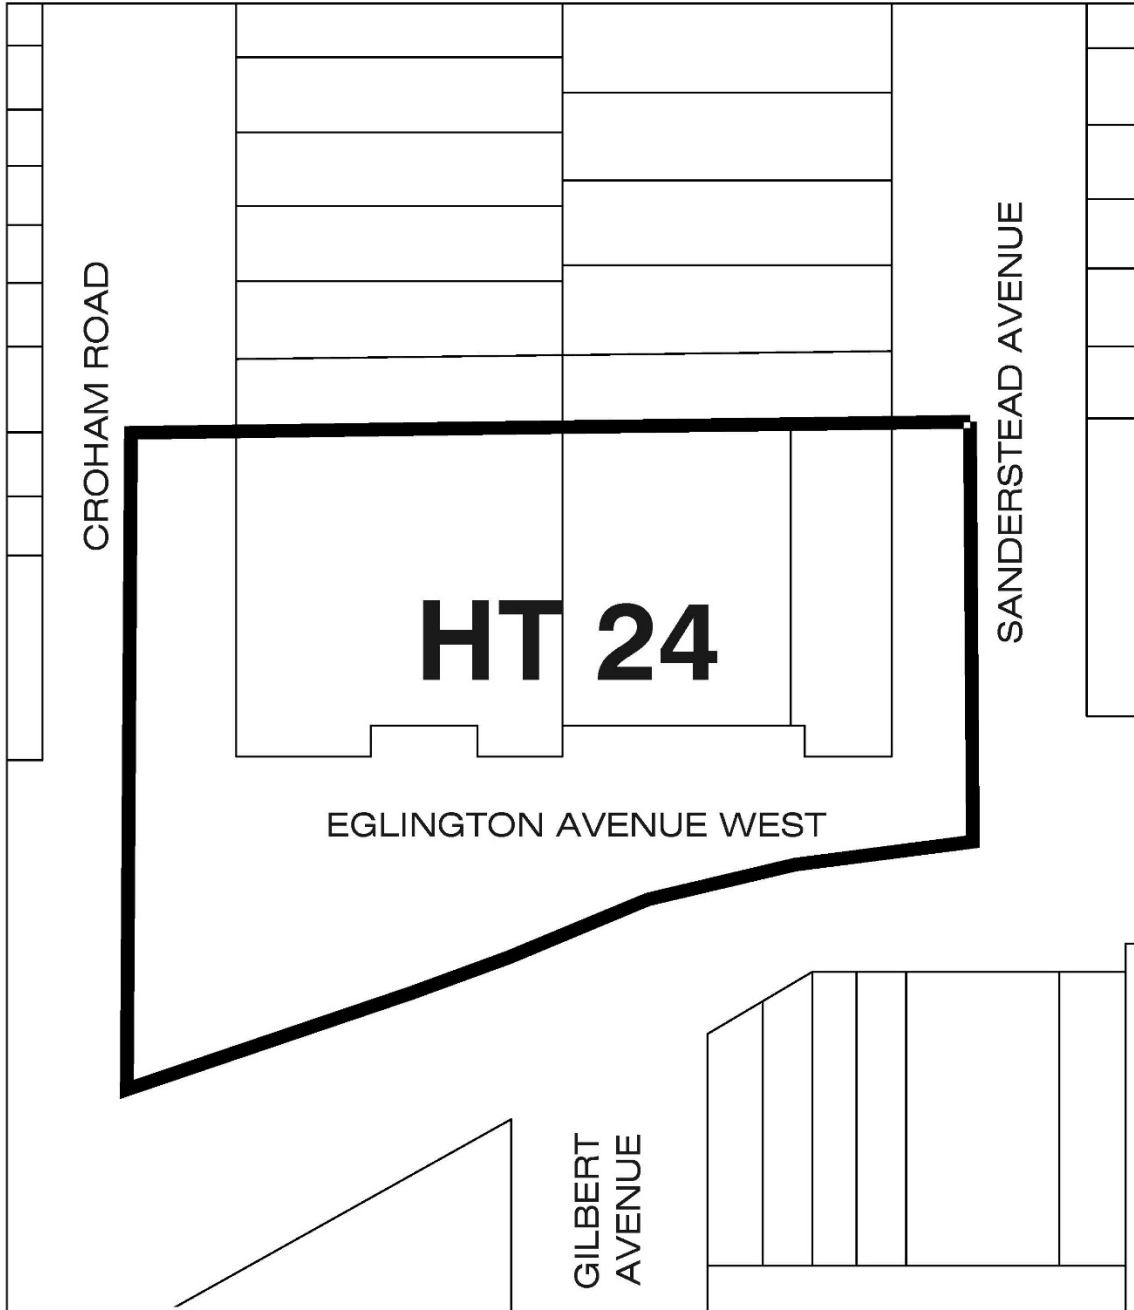 CROHAM ROAD
SANDERSTEAD AVENUE
HT 24
EGLINGTON AVENUE WEST
GILBERT
AVENUE